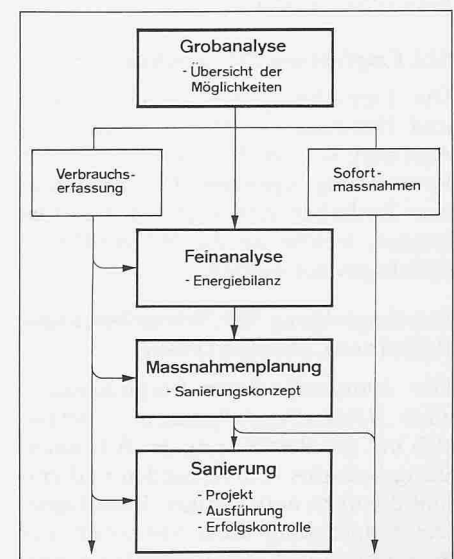 Grobanalyse
- Übersicht der
Möglichkeiten
Verbrauchs-
erfassung
Sofort-
massnahmen
Feinanalyse
- Energiebilanz
Massnahmenplanung
- Sanierungskonzept
Sanierung
- Projekt
- Ausführung
- Erfolgskontrolle